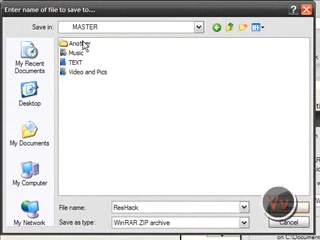 Enter name of file to save to...
Save in: MASTER
My Recent Documents
Desktop
My Documents
My Computer
My Network
Music
TEXT
Video and Pics
File name: ResHack
Save as type: WinRAR ZIP archive
Cancel